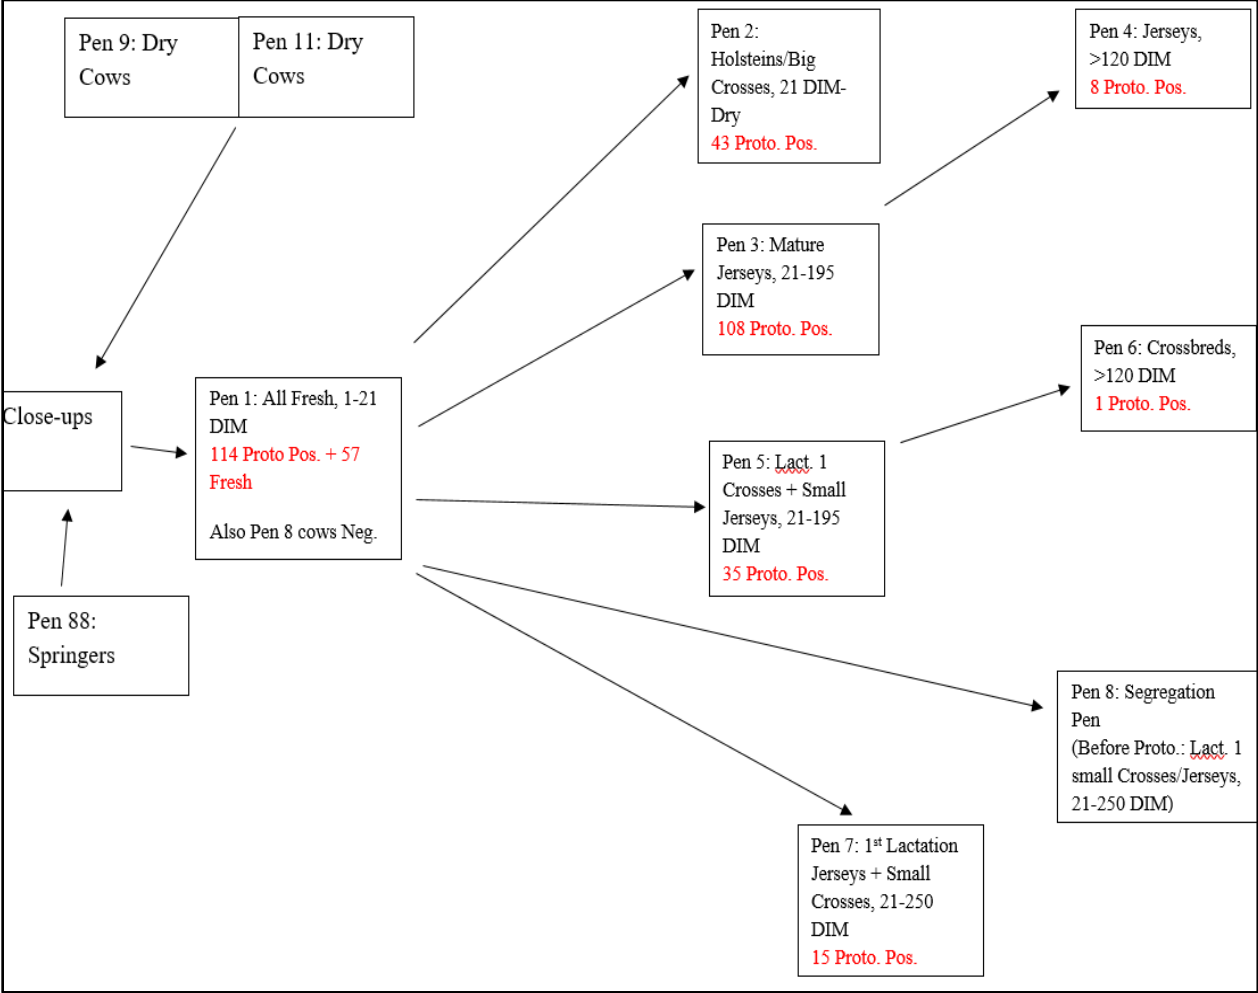 Pen 9: Dry
Cows
Pen 11: Dry
Cows
Pen 2:
Holsteins/Big
Crosses, 21 DIM-
Dry
43 Proto. Pos.
Pen 4: Jerseys,
>120 DIM
8 Proto. Pos.
Pen 3: Mature
Jerseys, 21-195
DIM
108 Proto. Pos.
Pen 6: Crossbreds,
>120 DIM
1 Proto. Pos.
Close-ups
Pen 1: All Fresh, 1-21
DIM
114 Proto Pos. + 57
Fresh
Also Pen 8 cows Neg.
Pen 5: Lact. 1
Crosses + Small
Jerseys, 21-195
DIM
35 Proto. Pos.
Pen 88:
Springers
Pen 8: Segregation
Pen
(Before Proto.: Lact. 1
small Crosses/Jerseys,
21-250 DIM)
Pen 7: 1st Lactation
Jerseys + Small
Crosses, 21-250
DIM
15 Proto. Pos.